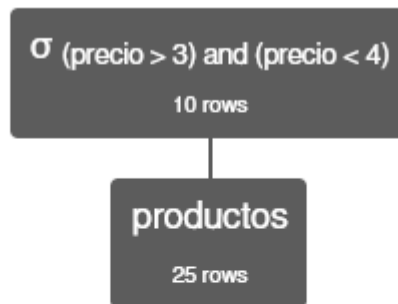 σ (precio > 3) and (precio < 4)
10 rows
productos
25 rows